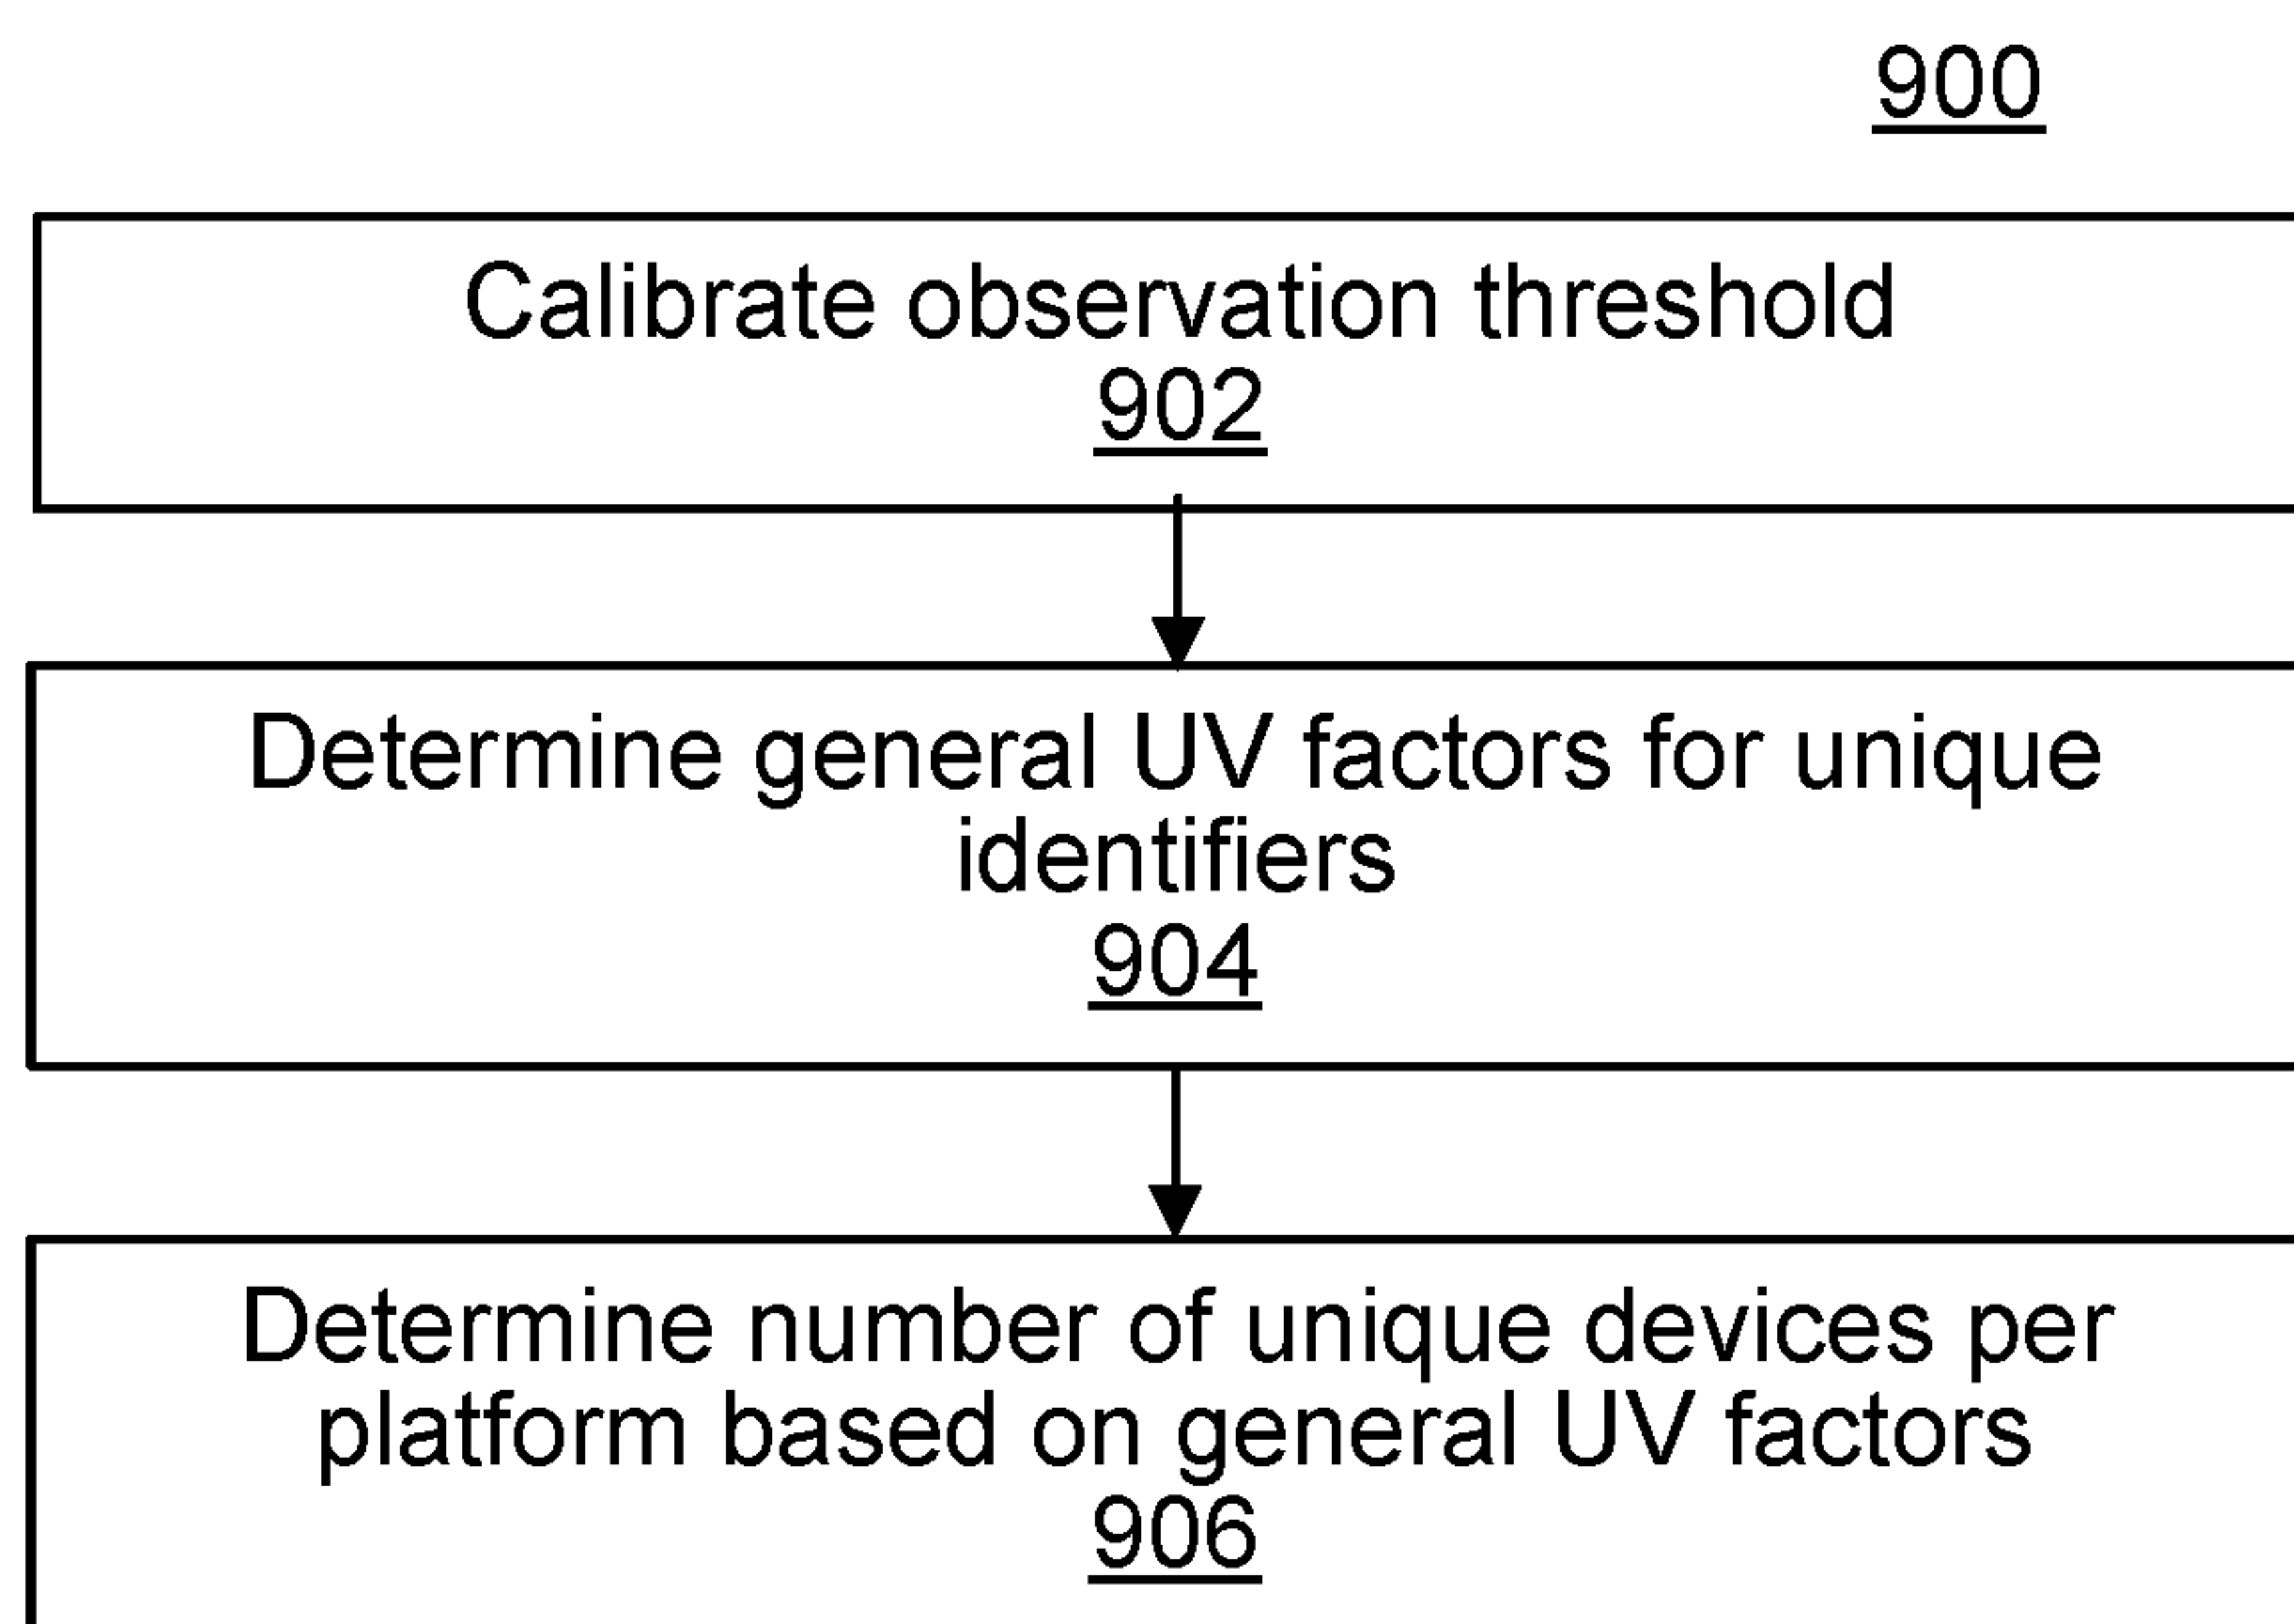 900
Calibrate observation threshold
902
Determine general UV factors for unique
identifiers
904
Determine number of unique devices per
platform based on general UV factors
906